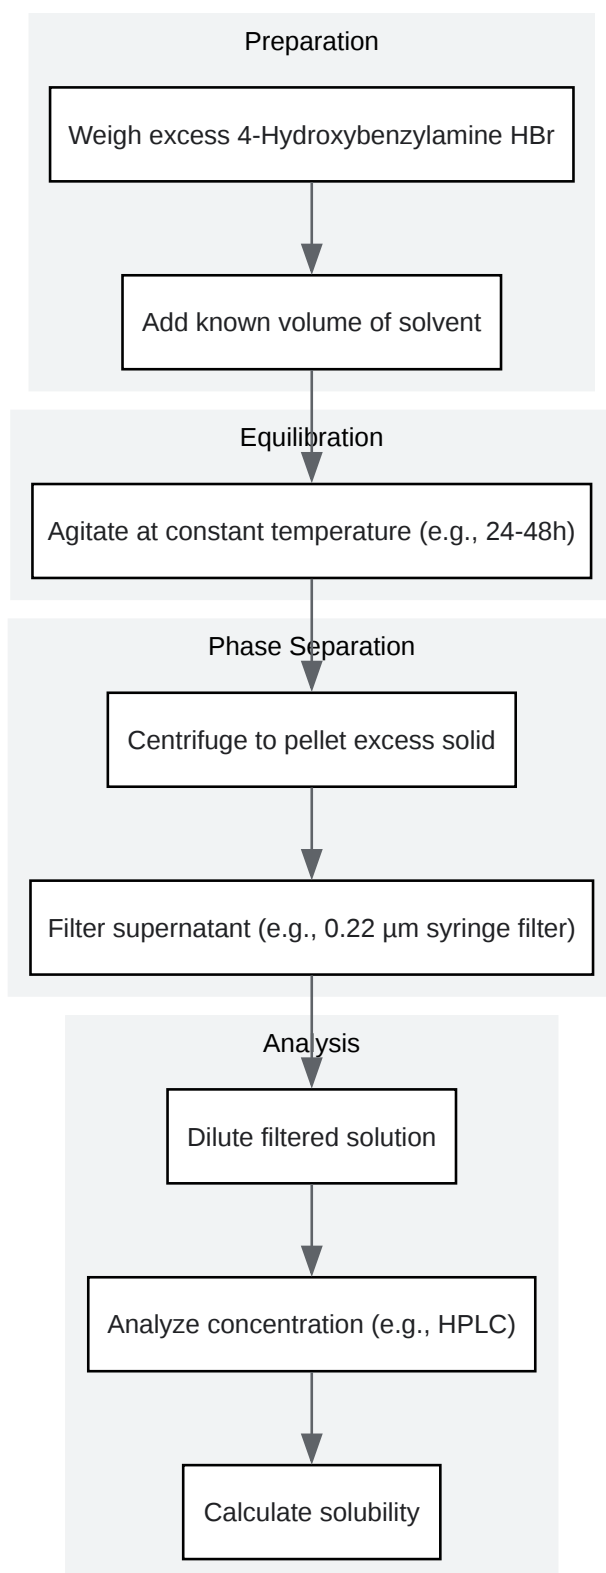 Preparation
Weigh excess 4-Hydroxybenzylamine HBr
Add known volume of solvent
Equilibration
Agitate at constant temperature (e.g., 24-48h)
Phase Separation
Centrifuge to pellet excess solid
Filter supernatant (e.g., 0.22 µm syringe filter)
Analysis
Dilute filtered solution
Analyze concentration (e.g., HPLC)
Calculate solubility